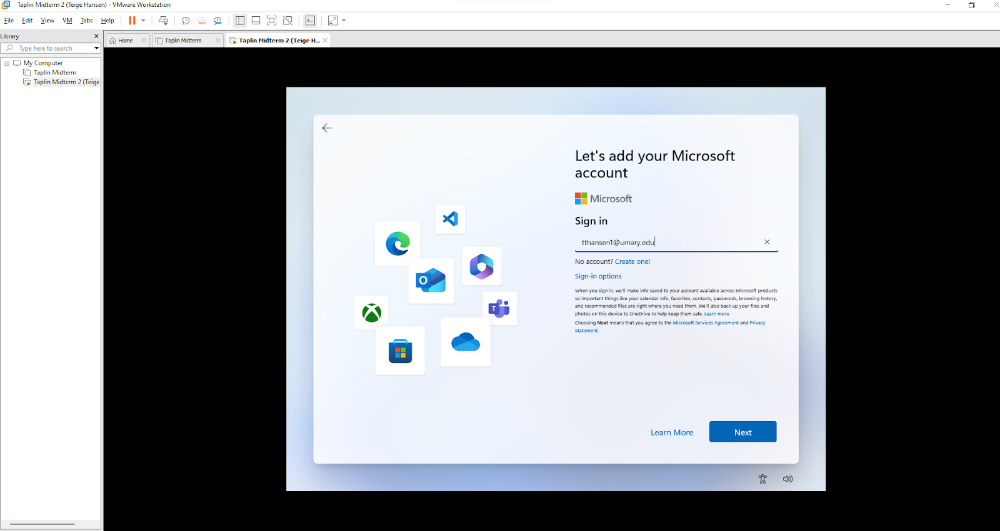 Taplin Midterm 2 (Teige Hansen) - VMware Workstation
File Edit View VM Tabs Help
Library
Type here to search
Home
Taplin Midterm
Taplin Midterm 2 (Teige H...
My Computer
Taplin Midterm
Taplin Midterm 2 (Teige
Let's add your Microsoft
account
Microsoft
Sign in
tthansen1@umary.edu
No account? Create one!
Sign-in options
When you sign in, we'll make info saved to your account available across Microsoft products
so important things like your calendar info, favorites, contacts, passwords, browsing history,
and recommended files are right where you need them. We'll also back up your files and
photos on this device to OneDrive to help keep them safe. Learn more
Choosing Next means that you agree to the Microsoft Services Agreement and Privacy
Statement.
Learn More
Next